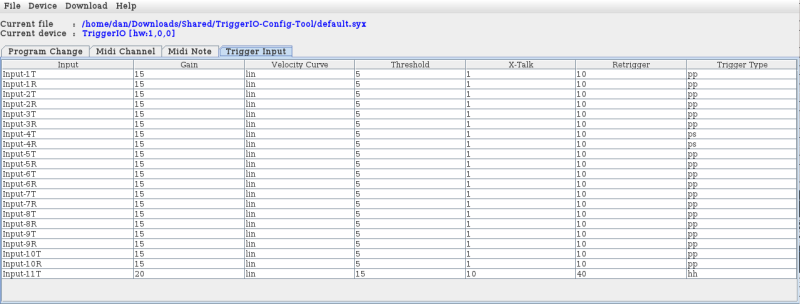 File Device Download Help
Current file : /home/dan/Downloads/Shared/TriggerIO-Config-Tool/default.syx
Current device : TriggerIO [hw:1,0,0]
Program Change Midi Channel Midi Note Trigger Input
Input Gain Velocity Curve Threshold X-Talk Retrigger Trigger Type
Input-1T 15 lin 5 1 10 pp
Input-1R 15 lin 5 1 10 pp
Input-2T 15 lin 5 1 10 pp
Input-2R 15 lin 5 1 10 pp
Input-3T 15 lin 5 1 10 pp
Input-3R 15 lin 5 1 10 pp
Input-4T 15 lin 5 1 10 ps
Input-4R 15 lin 5 1 10 ps
Input-5T 15 lin 5 1 10 pp
Input-5R 15 lin 5 1 10 pp
Input-6T 15 lin 5 1 10 pp
Input-6R 15 lin 5 1 10 pp
Input-7T 15 lin 5 1 10 pp
Input-7R 15 lin 5 1 10 pp
Input-8T 15 lin 5 1 10 pp
Input-8R 15 lin 5 1 10 pp
Input-9T 15 lin 5 1 10 pp
Input-9R 15 lin 5 1 10 pp
Input-10T 15 lin 5 1 10 pp
Input-10R 15 lin 5 1 10 pp
Input-11T 20 lin 15 10 40 hh